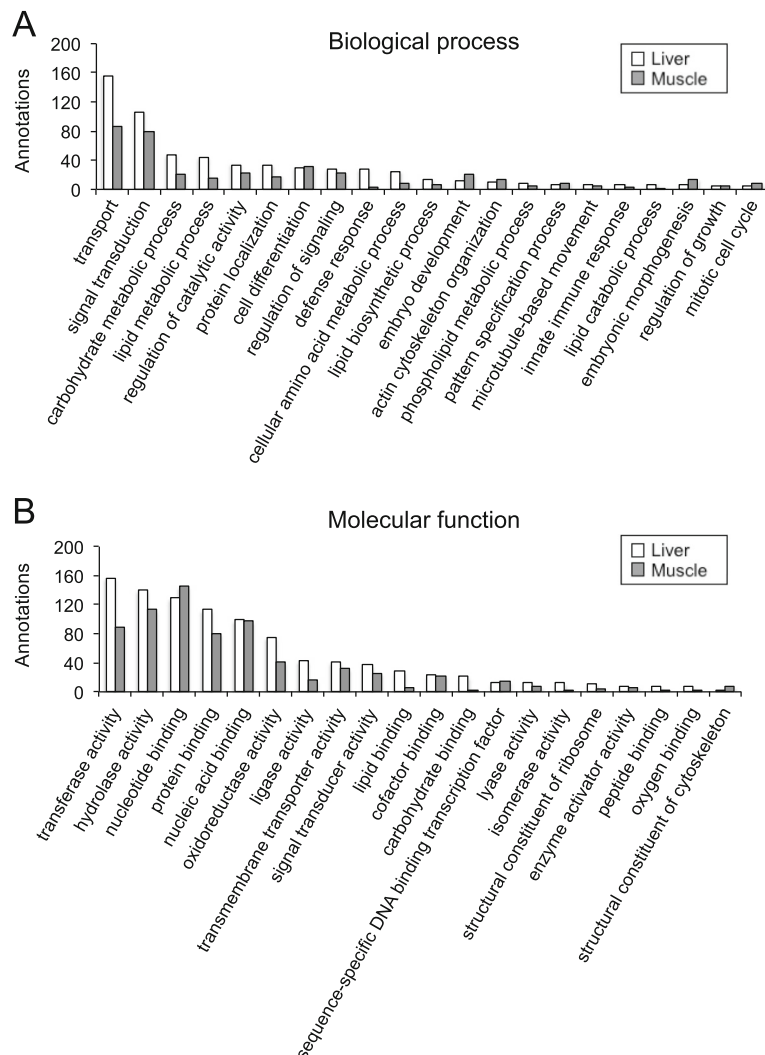 A
Biological process
Liver
Muscle
Annotations
200
160
120
80
40
0
transport
signal transduction
carbohydrate metabolic process
lipid metabolic process
regulation of catalytic activity
protein localization
cell differentiation
regulation of signaling
defense response
cellular amino acid metabolic process
lipid biosynthetic process
embryo development
actin cytoskeleton organization
phospholipid metabolic process
pattern specification process
microtubule-based movement
innate immune response
lipid catabolic process
embryonic morphogenesis
regulation of growth
mitotic cell cycle
B
Molecular function
Liver
Muscle
Annotations
200
160
120
80
40
0
transferase activity
hydrolase activity
nucleotide binding
protein binding
nucleic acid binding
oxidoreductase activity
ligase activity
transmembrane transporter activity
signal transducer activity
lipid binding
cofactor binding
carbohydrate binding
sequence-specific DNA binding transcription factor
lyase activity
isomerase activity
structural constituent of ribosome
enzyme activator activity
peptide binding
oxygen binding
structural constituent of cytoskeleton